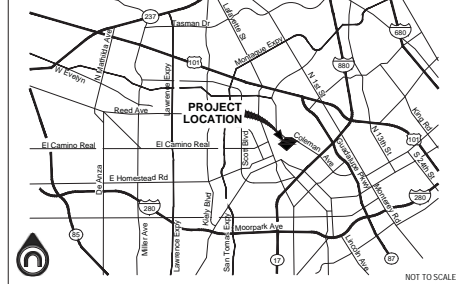 237
Tasman Dr
Lafayette St
680
N Mathilda Ave
101
Montague Expy
W Evelyn
Lawrence Expy
880
N 1st St
Reed Ave
PROJECT
LOCATION
King Rd
101
El Camino Real
El Camino Real
Scott Blvd
Coleman Ave
Guadalupe Pkwy
N 13th St
S 24th St
De Anza
E Homestead Rd
280
280
Kiely Blvd
Monterey Rd
Miller Ave
Lawrence Expy
San Tomas Expy
Moorpark Ave
85
17
Lincoln Ave
87
NOT TO SCALE